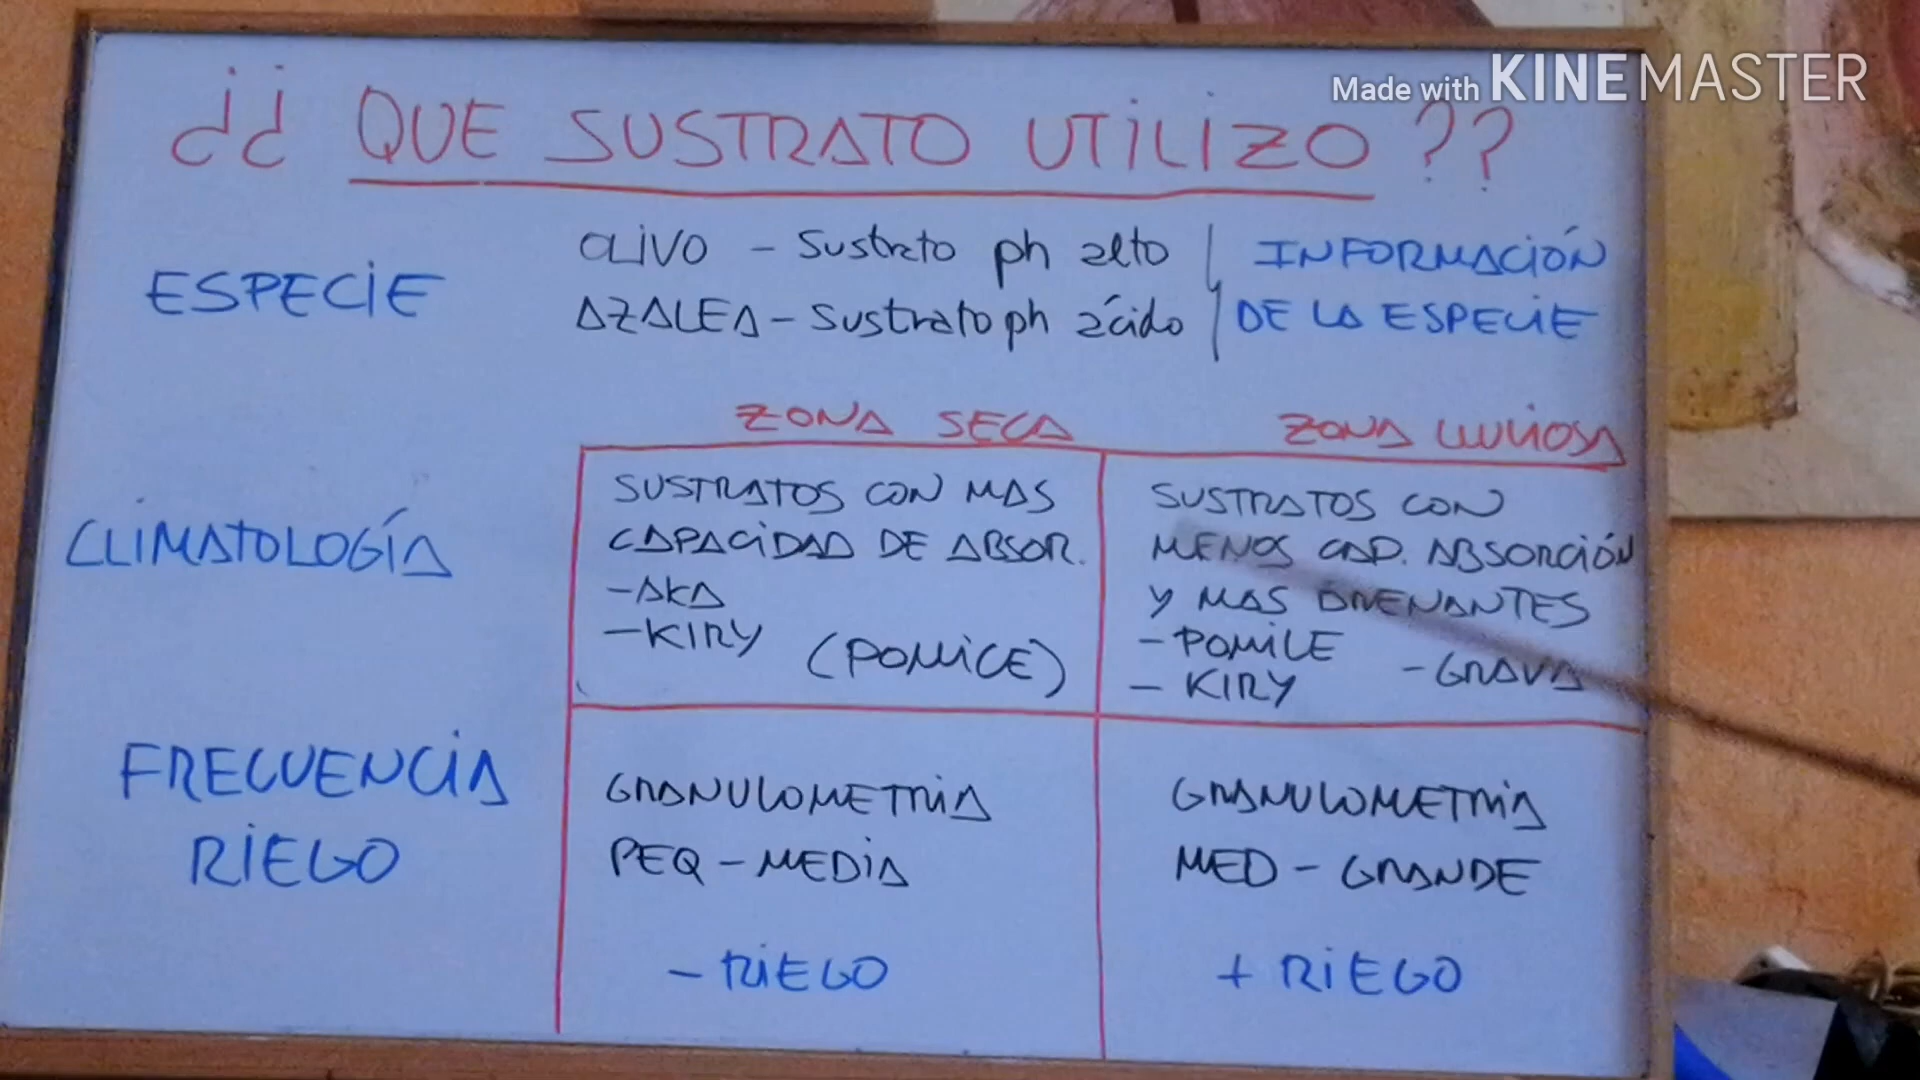 Made with KINEMASTER
¿¿ QUE SUSTRATO UTILIZO ??
ESPECIE
OLIVO - Sustrato ph alto
AZALEA - Sustrato ph ácido
INFORMACIÓN
DE LA ESPECIE
ZONA SECA
ZONA LLUVIOSA
CLIMATOLOGÍA
SUSTRATOS CON MAS
CAPACIDAD DE ABSOR.
- AKA
- KIRY (POMICE)
SUSTRATOS CON
MENOS CAP. ABSORCIÓN
Y MAS DRENANTES
- POMICE - GRAVA
- KIRY
FRECUENCIA
RIEGO
GRANULOMETRIA
PEQ - MEDIA
- RIEGO
GRANULOMETRIA
MED - GRANDE
+ RIEGO